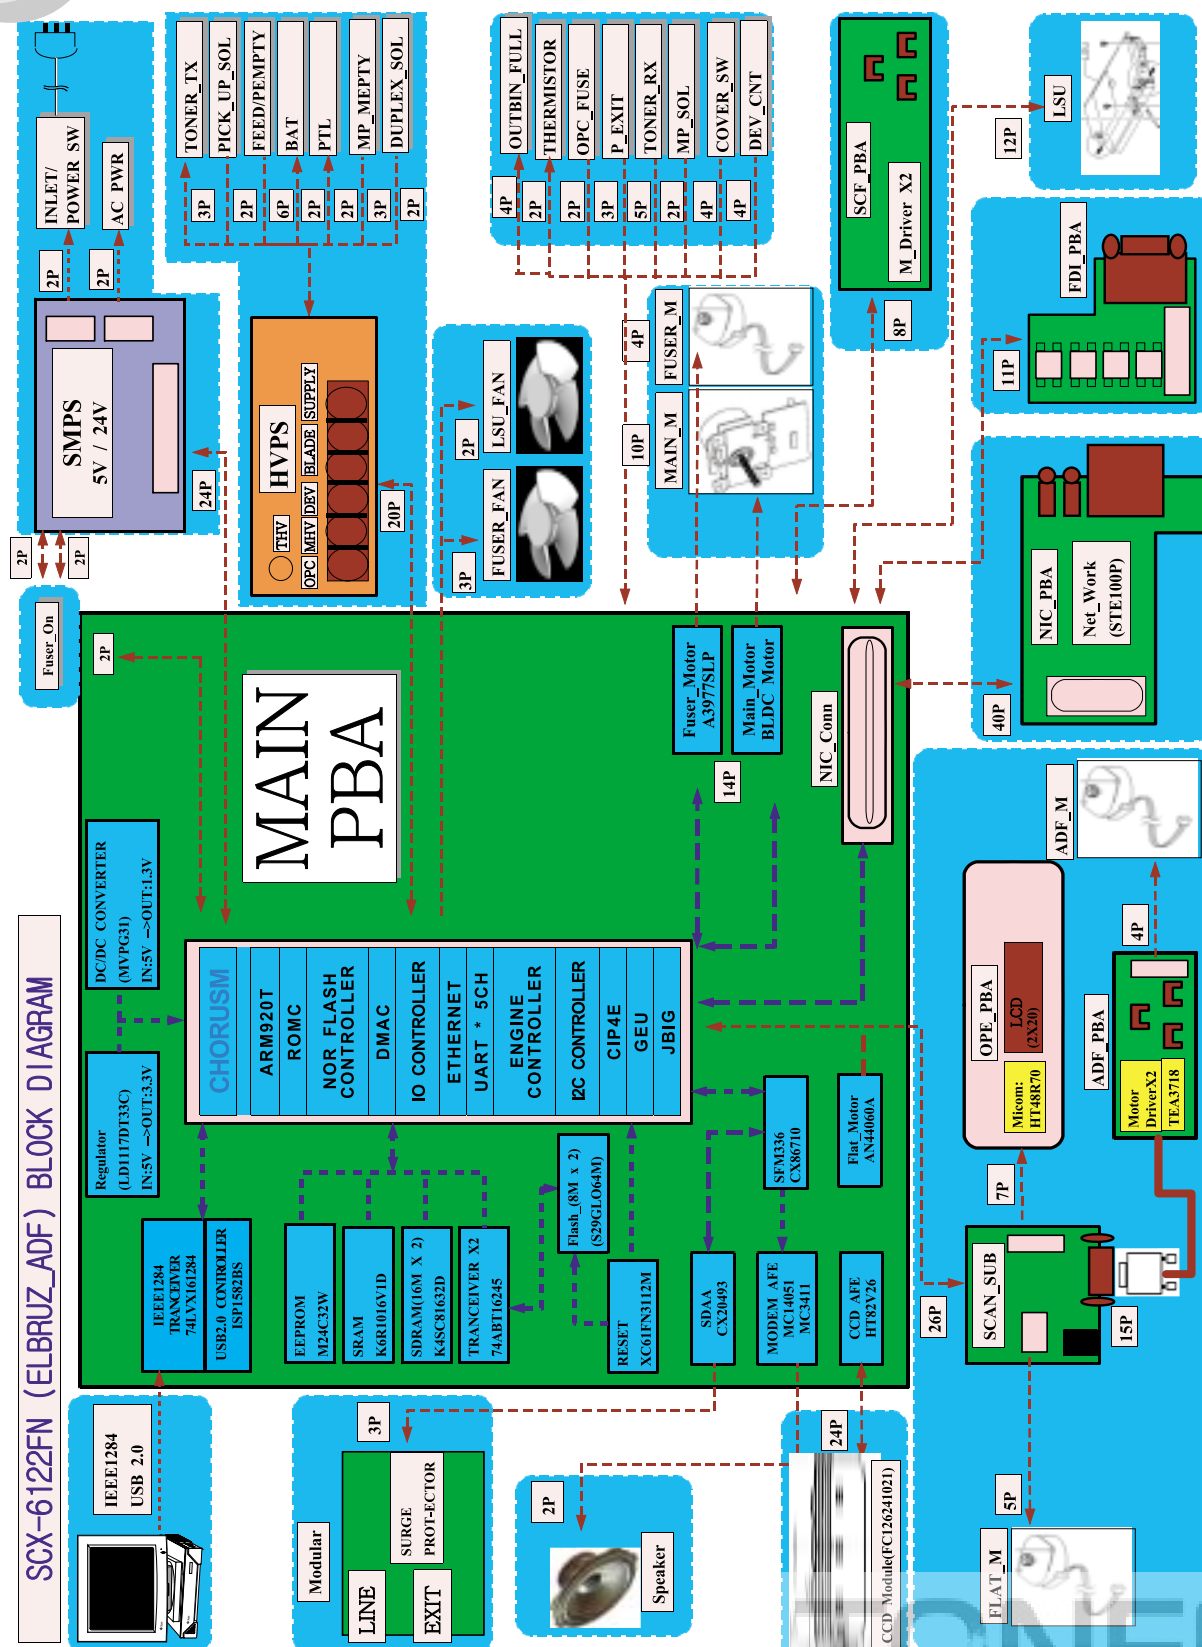 SCX-6122FN (ELBRUZ_ADF) BLOCK DIAGRAM
INLET/
POWER SW
AC PWR
2P
2P
SMPS
5V / 24V
24P
2P
2P
Fuser_On
2P
TONER_TX
PICK_UP_SOL
FEED/PEMPTY
BAT
PTL
MP_MEPTY
DUPLEX_SOL
3P
2P
6P
2P
2P
3P
2P
HVPS
THV
OPC
MHV
DEV
BLADE
SUPPLY
20P
OUTBIN_FULL
THERMISTOR
OPC_FUSE
P_EXIT
TONER_RX
MP_SOL
COVER_SW
DEV_CNT
4P
2P
2P
3P
5P
2P
4P
4P
LSU_FAN
2P
FUSER_FAN
3P
4P
FUSER_M
10P
MAIN_M
SCF_PBA
M_Driver X2
8P
LSU
12P
FDI_PBA
11P
NIC_PBA
Net_Work
(STE100P)
40P
MAIN
PBA
Fuser_Motor
A3977SLP
Main_Motor
BLDC Motor
14P
NIC_Conn
DC/DC CONVERTER
(MVPG31)
IN:5V -->OUT:1.3V
Regulator
(LD1117DT33C)
IN:5V -->OUT:3.3V
CHORUSM
ARM920T
ROMC
NOR FLASH
CONTROLLER
DMAC
IO CONTROLLER
ETHERNET
UART * 5CH
ENGINE
CONTROLLER
I2C CONTROLLER
CIP4E
GEU
JBIG
IEEE1284
TRANCEIVER
74LVX161284
USB2.0 CONTROLLER
ISP1582BS
EEPROM
M24C32W
SRAM
K6R1016V1D
SDRAM(16M X 2)
K4SC81632D
TRANCEIVER X2
74ABT16245
Flash_(8M x 2)
(S29GLO64M)
RESET
XC61FN3112M
SFM336
CX86710
SDAA
CX20493
MODEM AFE
MC14051
MC3411
Flat_Motor
AN44060A
CCD AFE
HT82V26
ADF_M
4P
OPE_PBA
LCD
(2X20)
Micom:
HT48R70
ADF_PBA
Motor
DriverX2
TEA3718
7P
SCAN_SUB
26P
15P
5P
FLAT_M
IEEE1284
USB 2.0
Modular
3P
SURGE
PROT-ECTOR
LINE
EXIT
2P
Speaker
24P
CCD Module(FC126241021)